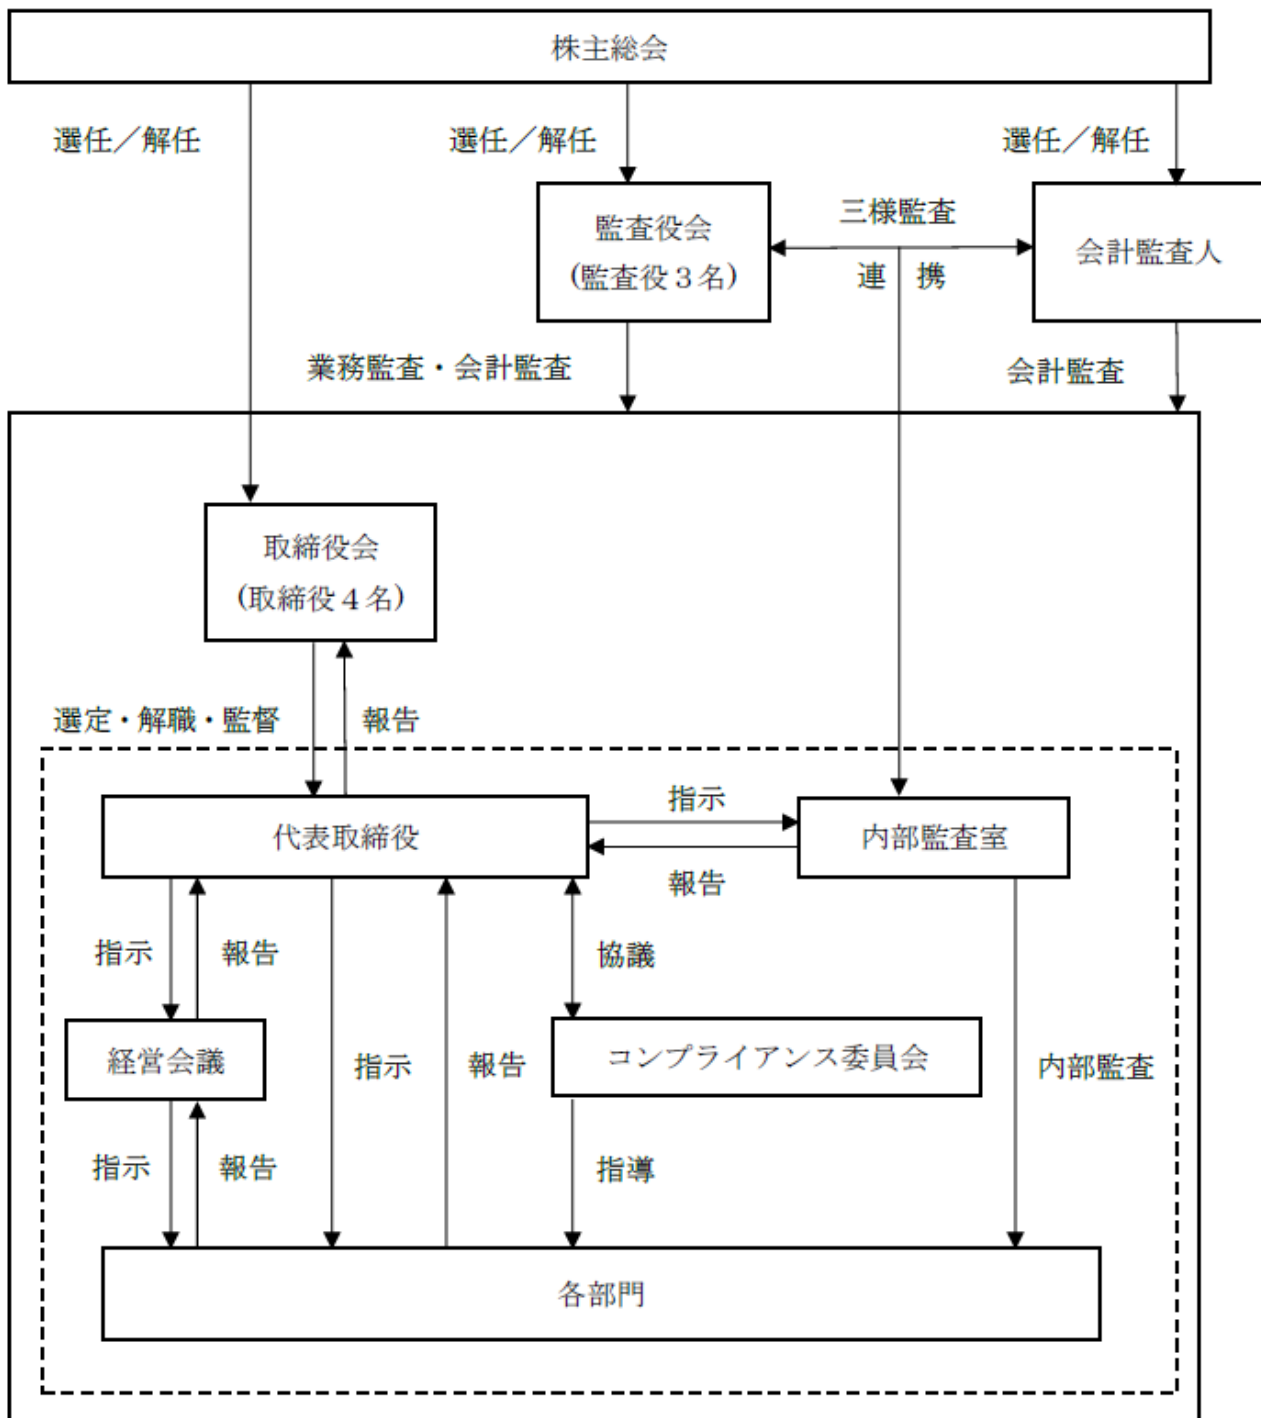 株主総会
選任／解任
選任／解任
選任／解任
監査役会
(監査役３名)
三様監査
連 携
会計監査人
業務監査・会計監査
会計監査
取締役会
(取締役４名)
選定・解職・監督
報告
代表取締役
指示
報告
内部監査室
指示
報告
協議
経営会議
指示
報告
コンプライアンス委員会
内部監査
指示
報告
指導
各部門